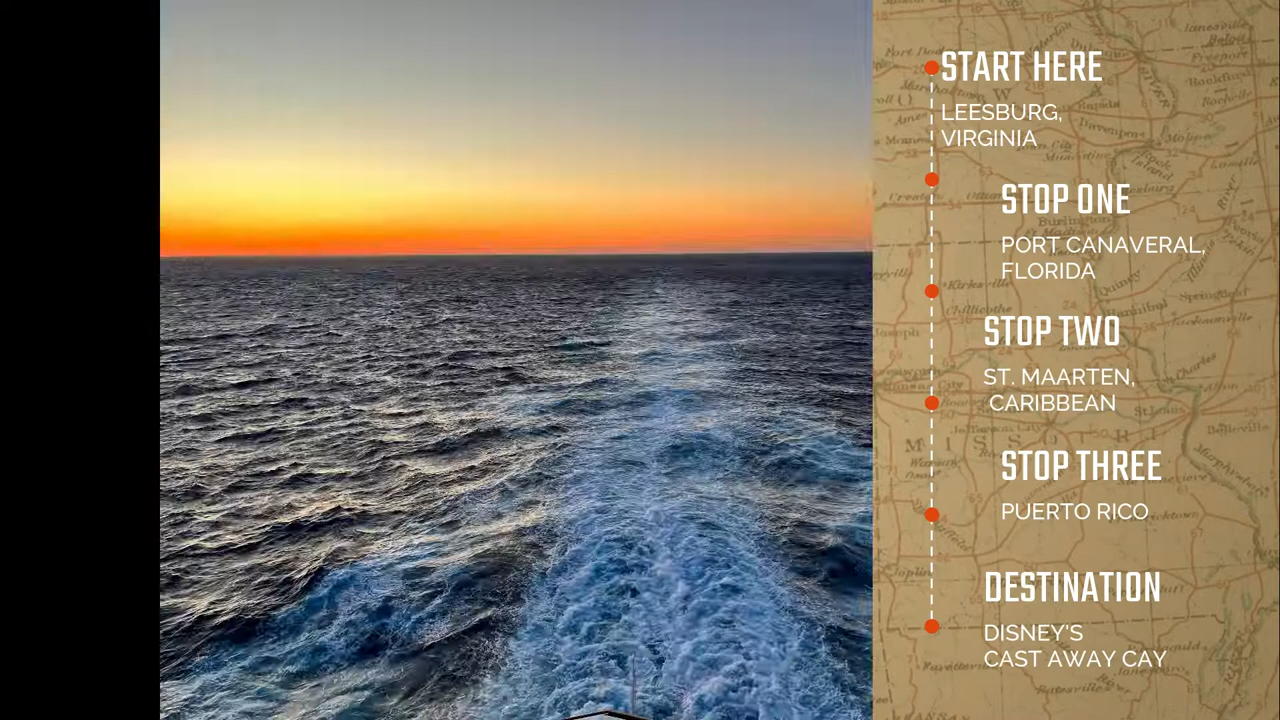 START HERE
LEESBURG,
VIRGINIA
STOP ONE
PORT CANAVERAL,
FLORIDA
STOP TWO
ST. MAARTEN,
CARIBBEAN
STOP THREE
PUERTO RICO
DESTINATION
DISNEY'S
CAST AWAY CAY